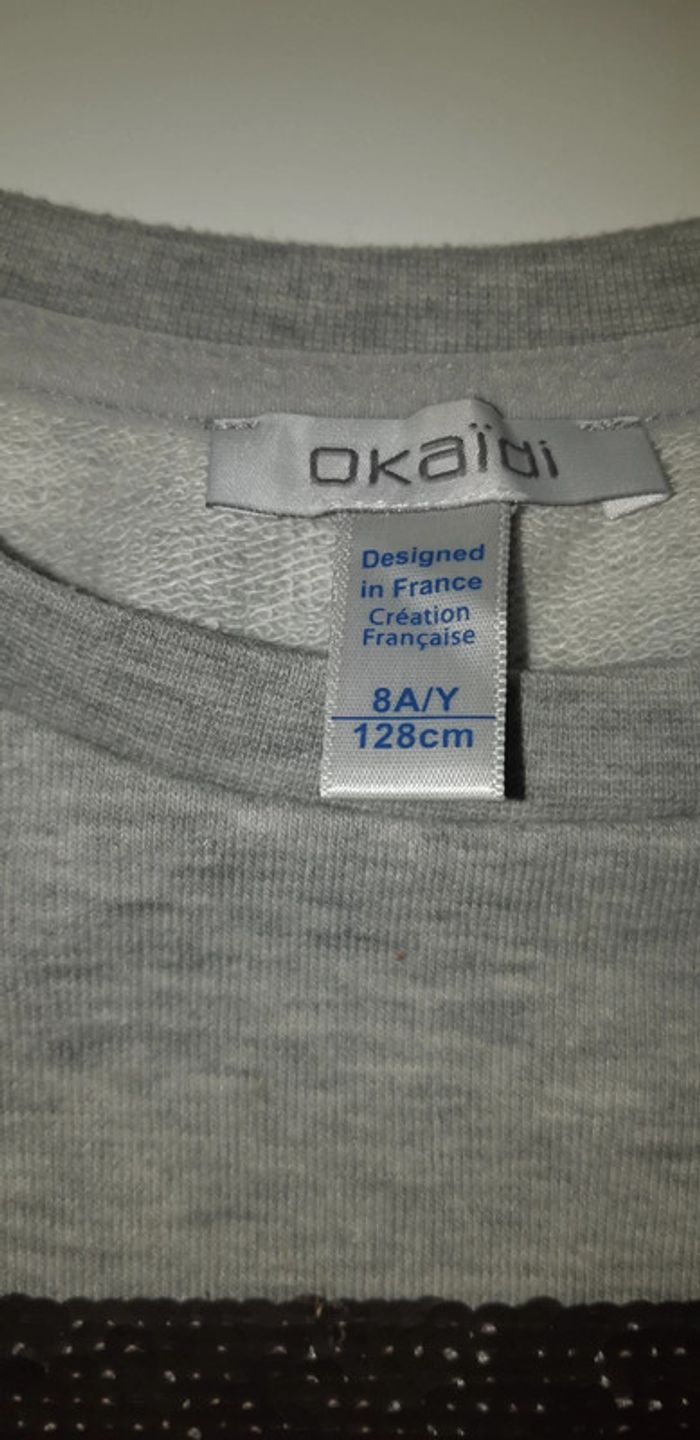 okaïdi
Designed
in France
Création
Française
8A/Y
128cm